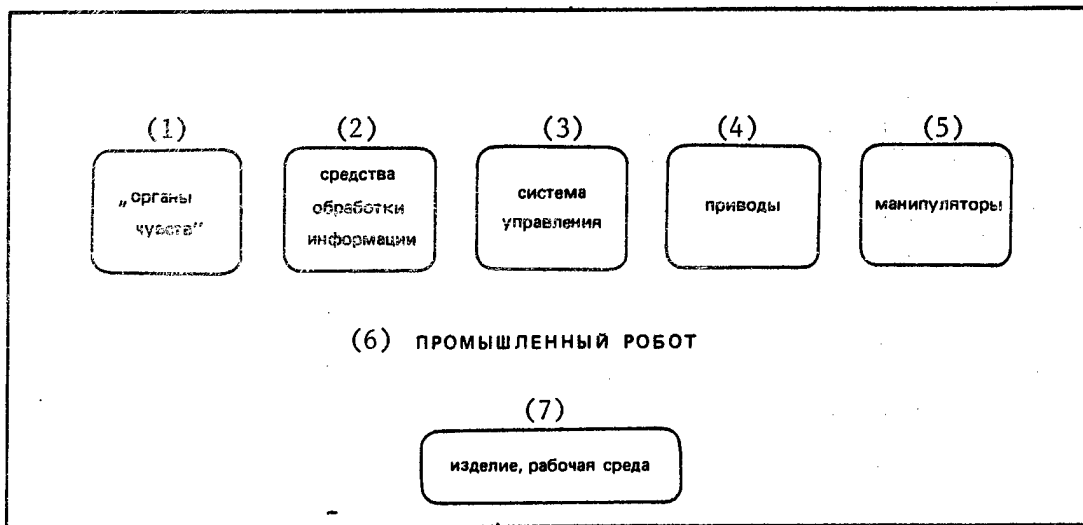 (1) (2) (3) (4) (5)
„органы
чувств”
средства
обработки
информации
система
управления
приводы
манипуляторы
(6) ПРОМЫШЛЕННЫЙ РОБОТ
(7)
изделие, рабочая среда